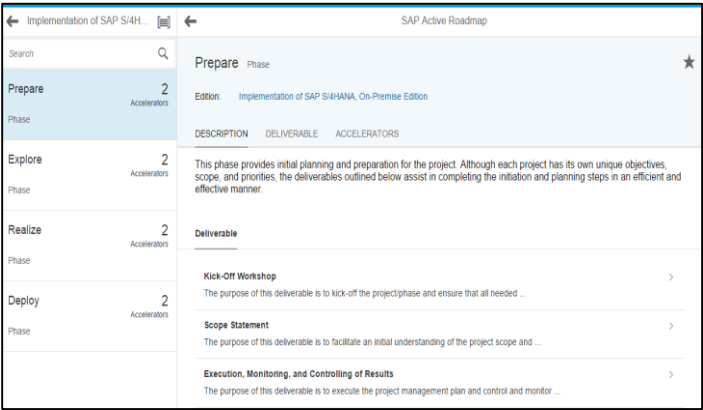 Implementation of SAP S/4H...
SAP Active Roadmap
Search
Prepare 2
Accelerators
Phase
Explore 2
Accelerators
Phase
Realize 2
Accelerators
Phase
Deploy 2
Accelerators
Phase
Prepare Phase
Edition: Implementation of SAP S/4HANA, On-Premise Edition
DESCRIPTION DELIVERABLE ACCELERATORS
This phase provides initial planning and preparation for the project. Although each project has its own unique objectives,
scope, and priorities, the deliverables outlined below assist in completing the initiation and planning steps in an efficient and
effective manner.
Deliverable
Kick-Off Workshop
The purpose of this deliverable is to kick-off the project/phase and ensure that all needed ...
Scope Statement
The purpose of this deliverable is to facilitate an initial understanding of the project scope and ...
Execution, Monitoring, and Controlling of Results
The purpose of this deliverable is to execute the project management plan and control and monitor ...